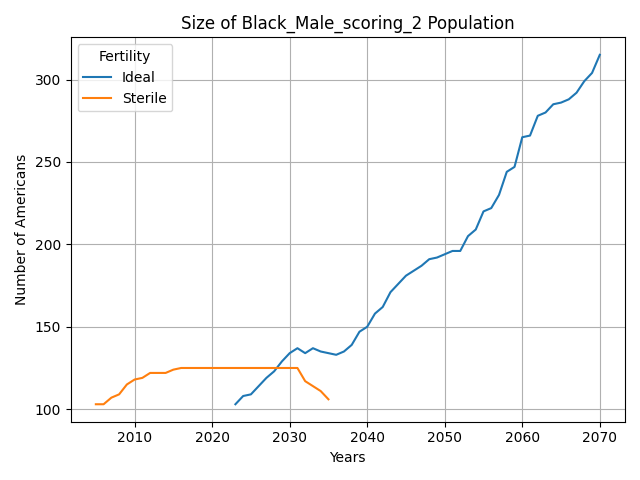 Size of Black_Male_scoring_2 Population
Fertility
Ideal
Sterile
Number of Americans
300
250
200
150
100
2010 2020 2030 2040 2050 2060 2070
Years